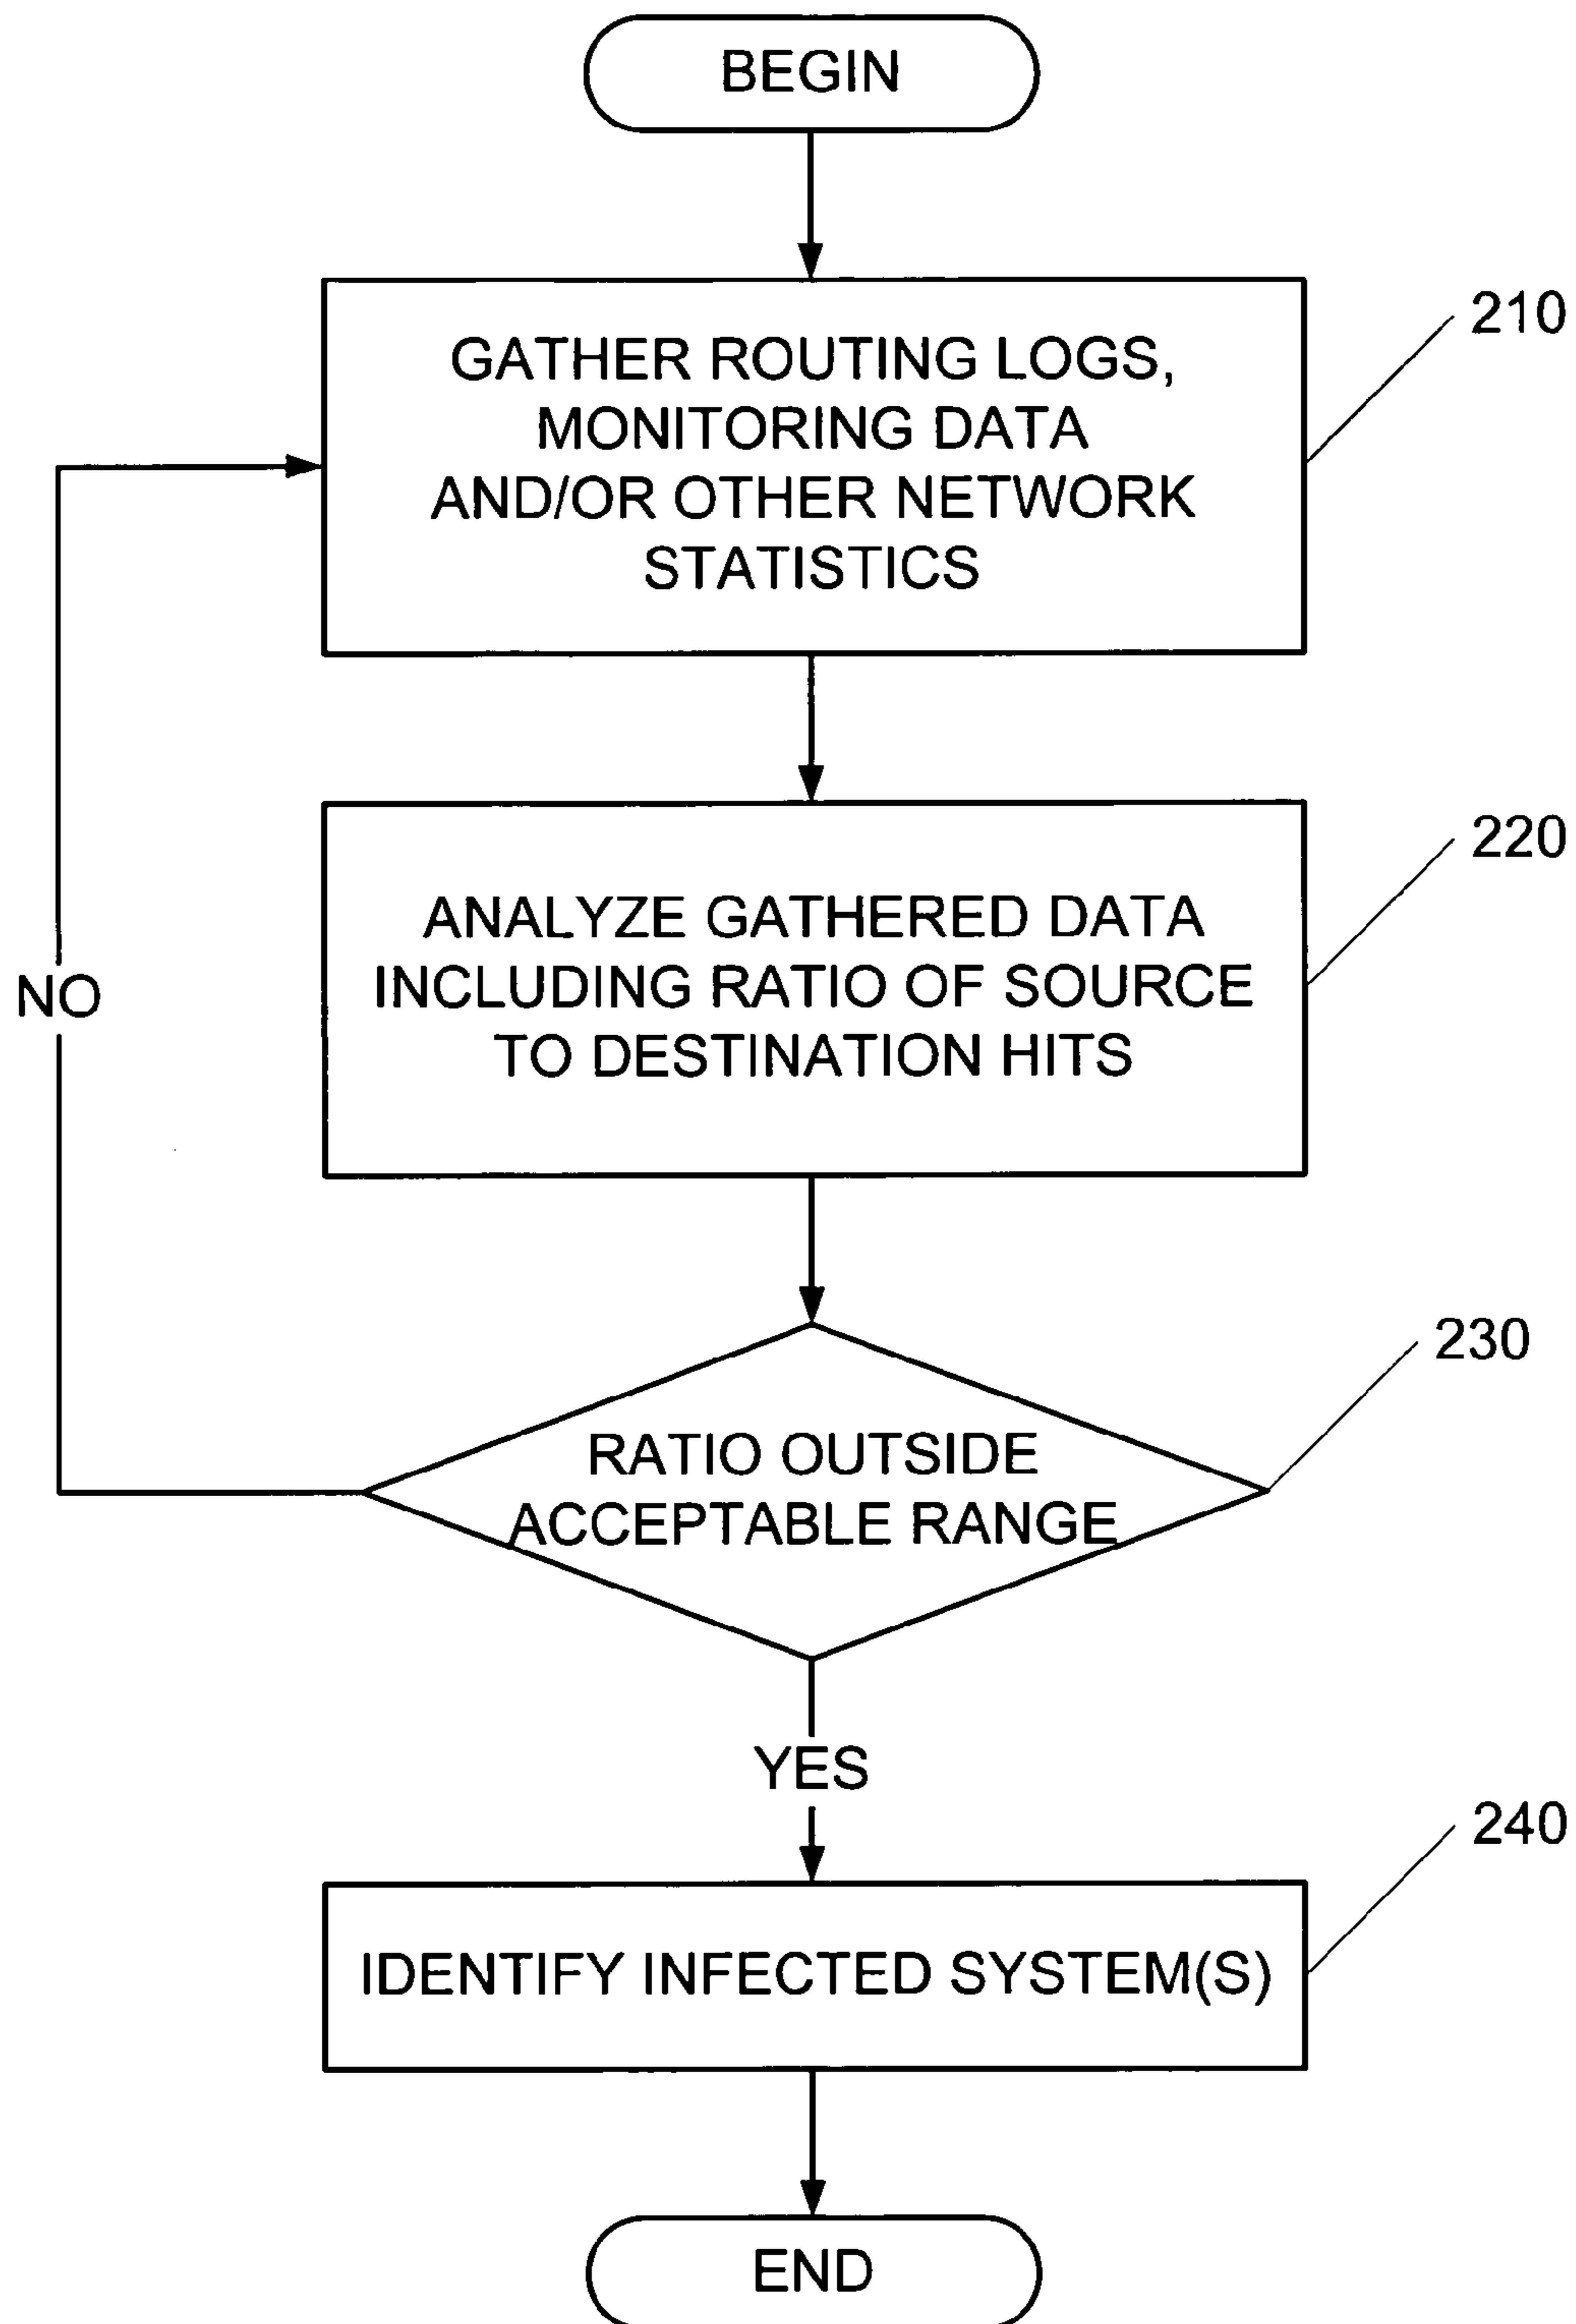 BEGIN
GATHER ROUTING LOGS,
MONITORING DATA
AND/OR OTHER NETWORK
STATISTICS
210
ANALYZE GATHERED DATA
INCLUDING RATIO OF SOURCE
TO DESTINATION HITS
220
NO
RATIO OUTSIDE
ACCEPTABLE RANGE
230
YES
IDENTIFY INFECTED SYSTEM(S)
240
END